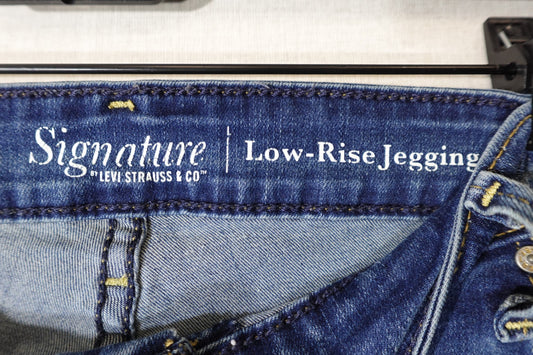 Signature
BY LEVI STRAUSS & CO™
Low-Rise Jegging